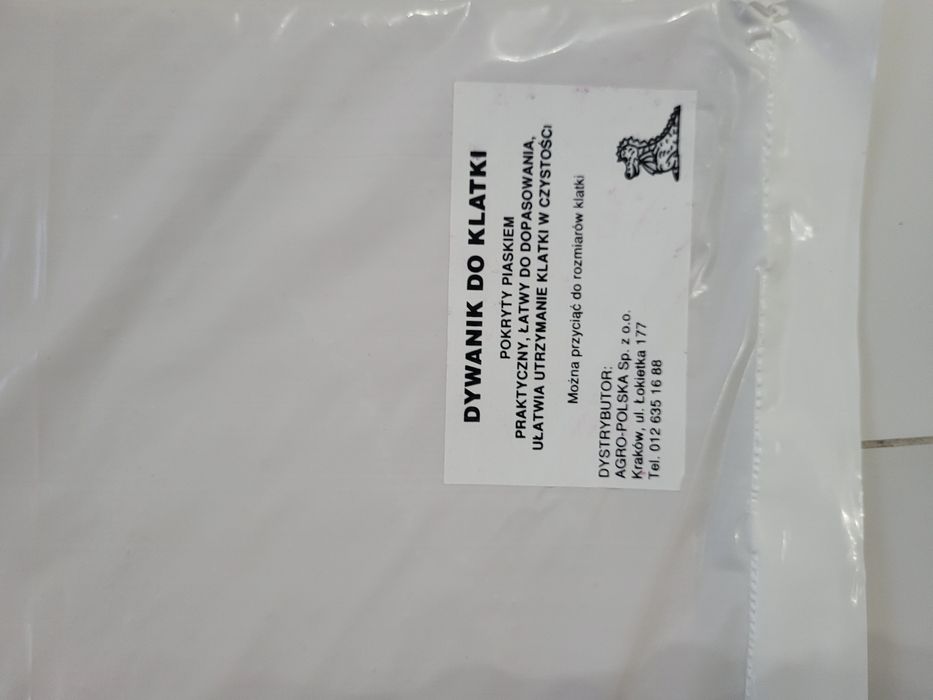 DYWANIK DO KLATKI
POKRYTY PIASKIEM
PRAKTYCZNY, ŁATWY DO DOPASOWANIA,
UŁATWIA UTRZYMANIE KLATKI W CZYSTOŚCI
Można przyciąć do rozmiarów klatki
DYSTRYBUTOR:
AGRO-POLSKA Sp. z o.o.
Kraków, ul. Łokietka 177
Tel. 012 635 16 88